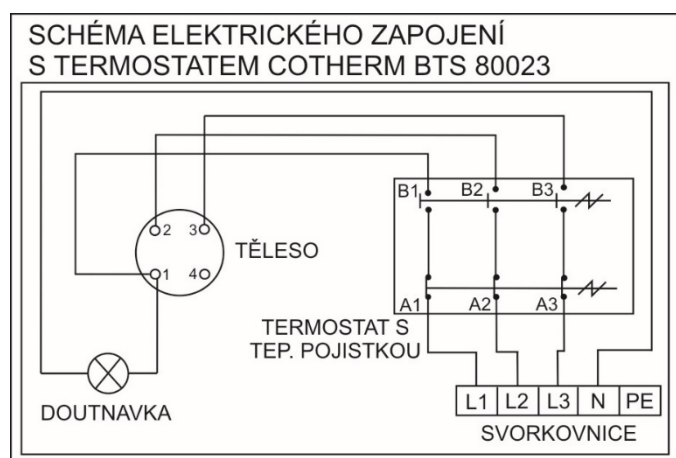 SCHÉMA ELEKTRICKÉHO ZAPOJENÍ
S TERMOSTATEM COTHERM BTS 80023
B1 B2 B3
2 3
TĚLESO
1 4
A1 A2 A3
TERMOSTAT S
TEP. POJISTKOU
L1 L2 L3 N PE
DOUTNAVKA
SVORKOVNICE